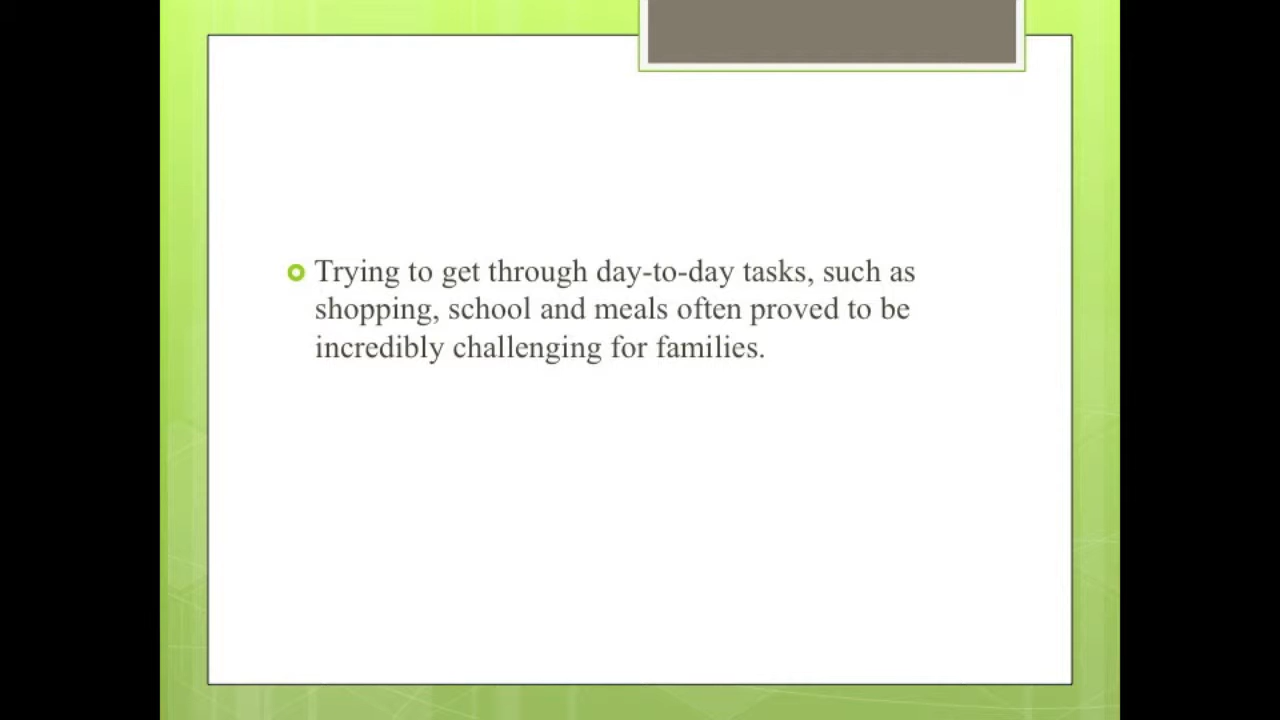 Trying to get through day-to-day tasks, such as
shopping, school and meals often proved to be
incredibly challenging for families.